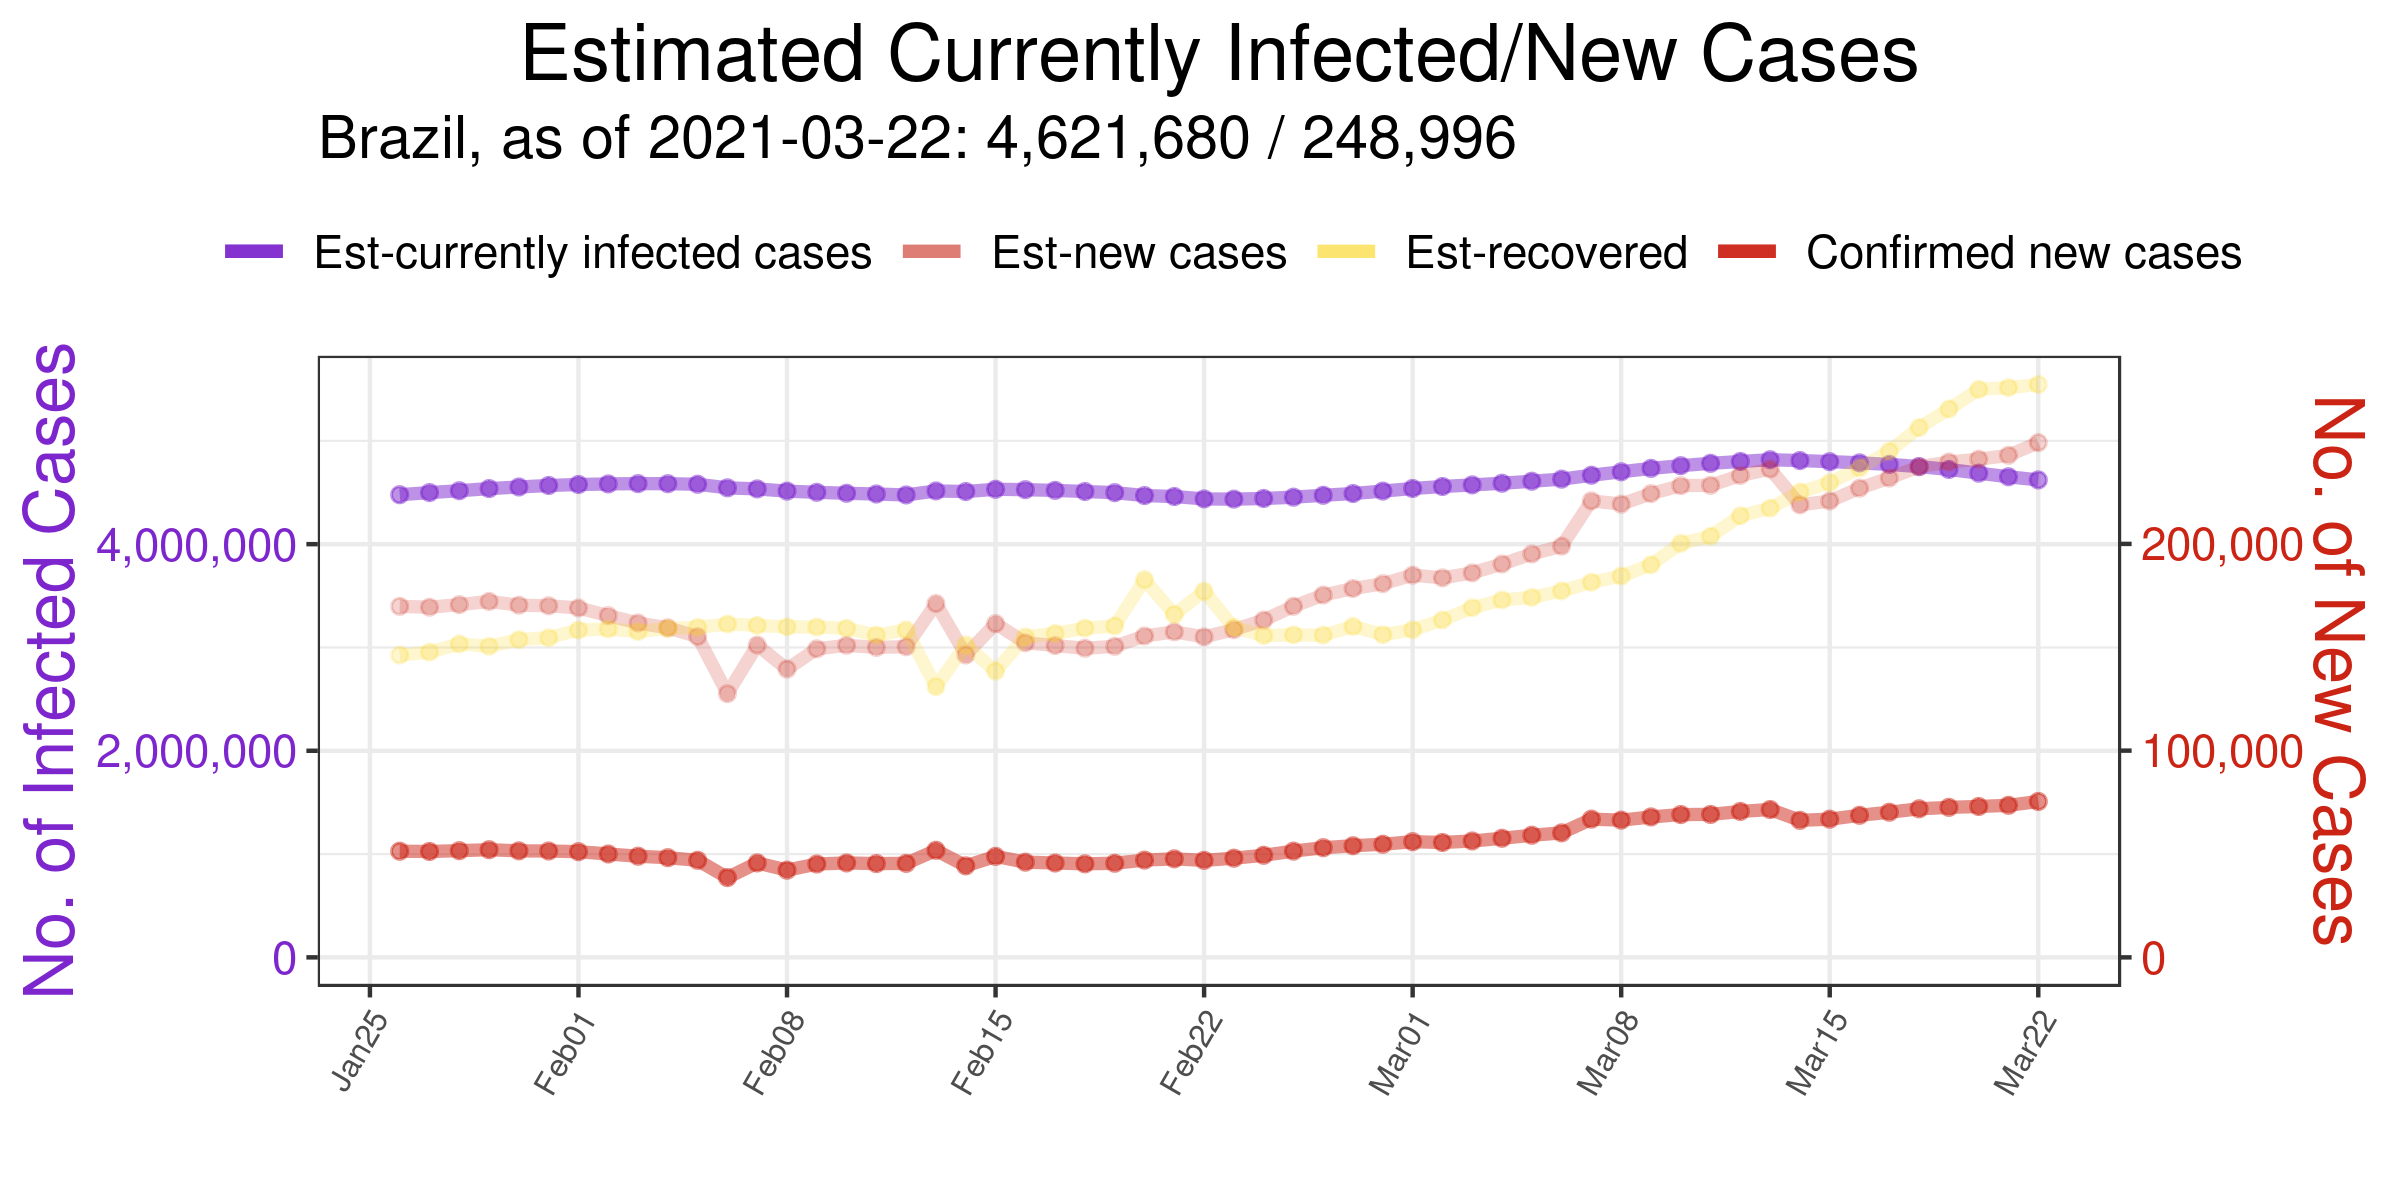 Estimated Currently Infected/New Cases
Brazil, as of 2021-03-22: 4,621,680 / 248,996
Est-currently infected cases Est-new cases Est-recovered Confirmed new cases
No. of Infected Cases
4,000,000
2,000,000
0
200,000
100,000
0
No. of New Cases
Jan25 Feb01 Feb08 Feb15 Feb22 Mar01 Mar08 Mar15 Mar22